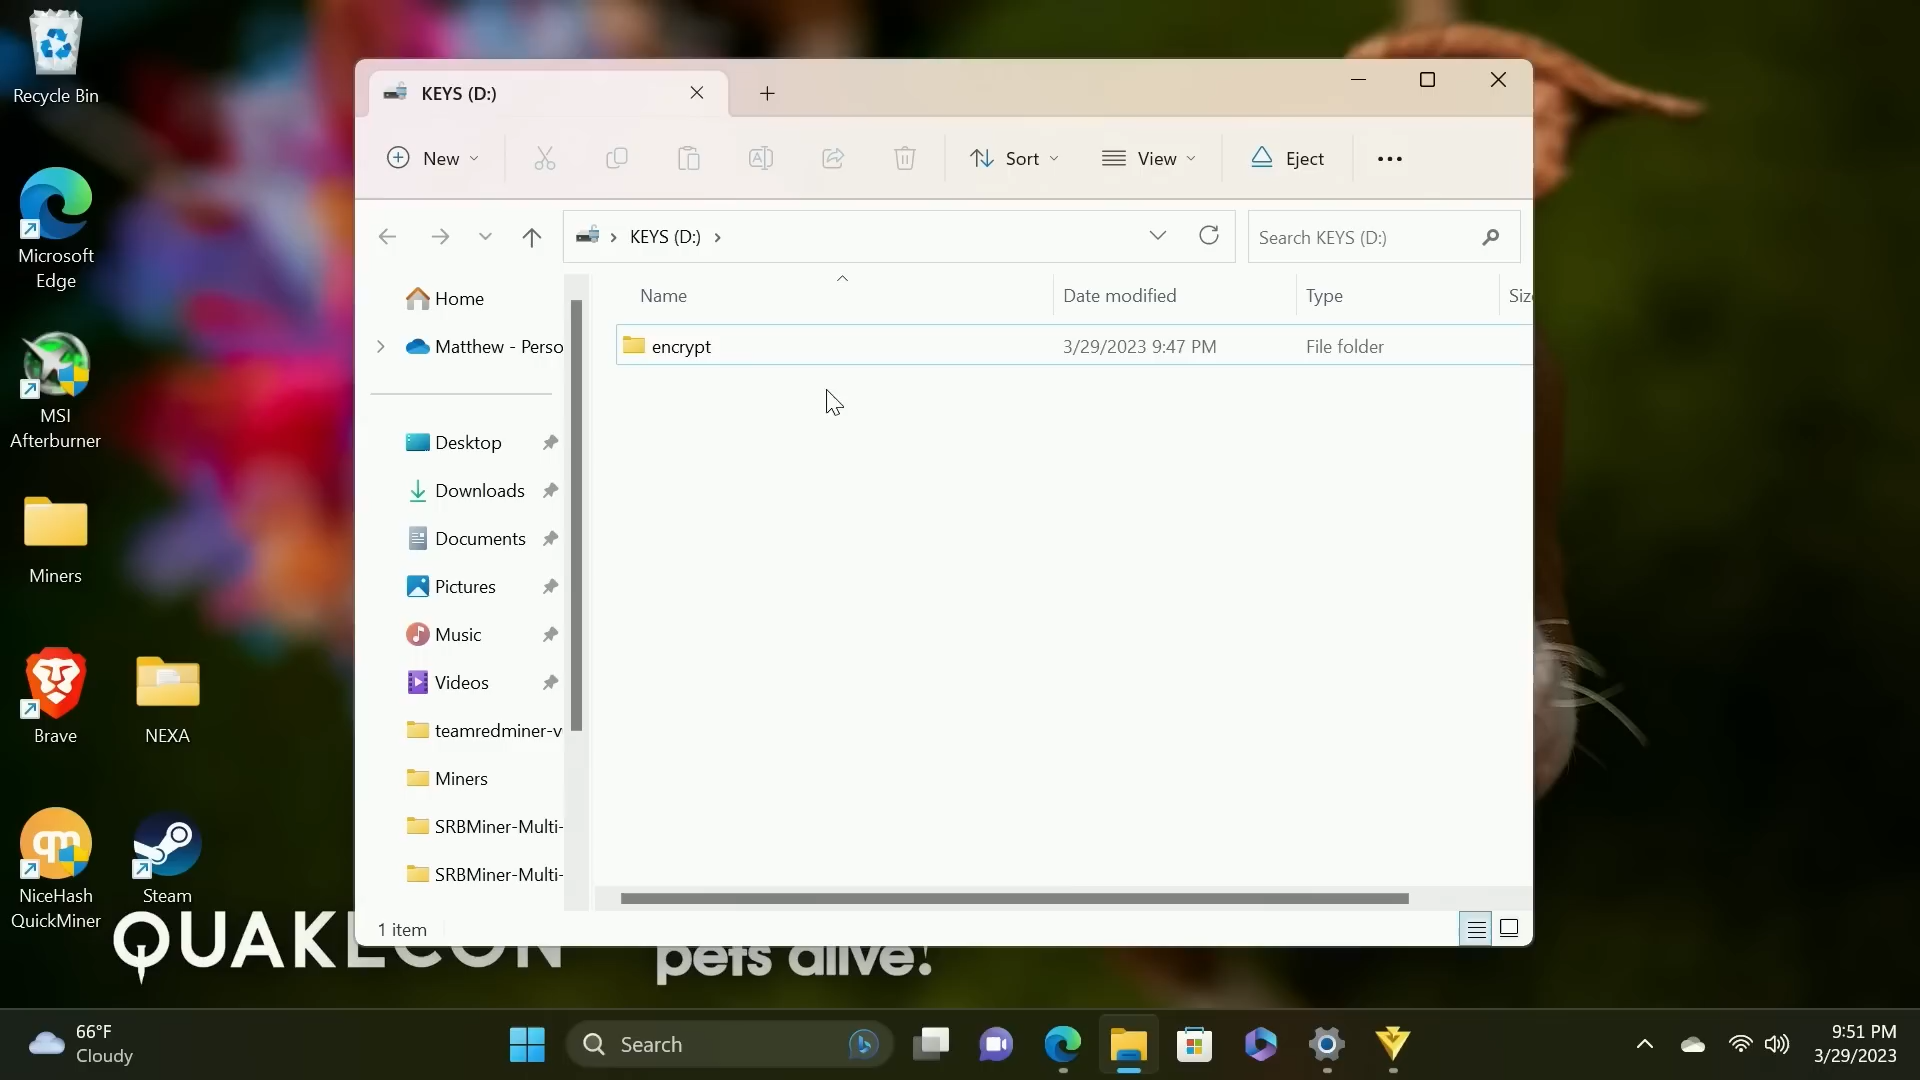 Recycle Bin
Microsoft
Edge
MSI
Afterburner
Miners
Brave
NEXA
NiceHash
QuickMiner
Steam
KEYS (D:)
New
Sort
View
Eject
KEYS (D:)
Search KEYS (D:)
Home
Matthew - Perso
Desktop
Downloads
Documents
Pictures
Music
Videos
teamredminer-v
Miners
SRBMiner-Multi-
SRBMiner-Multi-
Name
Date modified
Type
Siz
encrypt
3/29/2023 9:47 PM
File folder
1 item
QUAKECON
pets alive!
66°F
Cloudy
Search
9:51 PM
3/29/2023